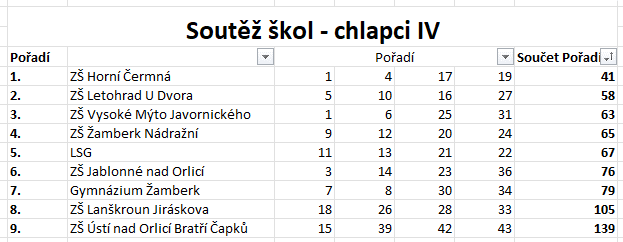 Soutěž škol - chlapci IV
Pořadí Pořadí Součet Pořadí
1. ZŠ Horní Čermná 1 4 17 19 41
2. ZŠ Letohrad U Dvora 5 10 16 27 58
3. ZŠ Vysoké Mýto Javornického 1 6 25 31 63
4. ZŠ Žamberk Nádražní 9 12 20 24 65
5. LSG 11 13 21 22 67
6. ZŠ Jablonné nad Orlicí 3 14 23 36 76
7. Gymnázium Žamberk 7 8 30 34 79
8. ZŠ Lanškroun Jiráskova 18 26 28 33 105
9. ZŠ Ústí nad Orlicí Bratří Čapků 15 39 42 43 139